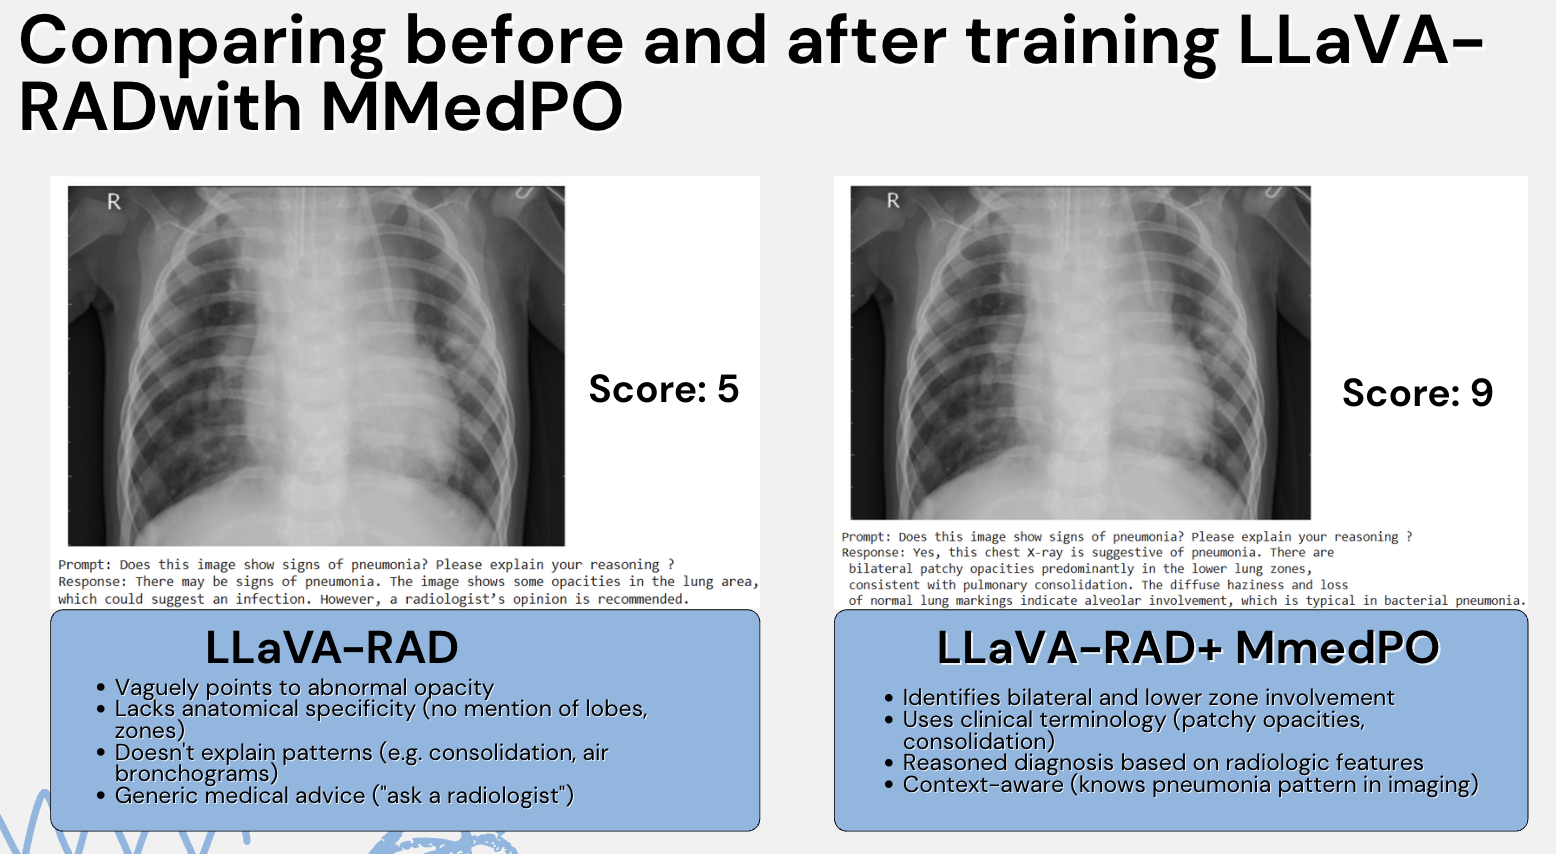 Comparing before and after training LLaVA-
RADwith MMedPO
R
Score: 5
Prompt: Does this image show signs of pneumonia? Please explain your reasoning ?
Response: There may be signs of pneumonia. The image shows some opacities in the lung area,
which could suggest an infection. However, a radiologist’s opinion is recommended.
LLaVA-RAD
• Vaguely points to abnormal opacity
• Lacks anatomical specificity (no mention of lobes,
zones)
• Doesn't explain patterns (e.g. consolidation, air
bronchograms)
• Generic medical advice ("ask a radiologist")
R
Score: 9
Prompt: Does this image show signs of pneumonia? Please explain your reasoning ?
Response: Yes, this chest X-ray is suggestive of pneumonia. There are
bilateral patchy opacities predominantly in the lower lung zones,
consistent with pulmonary consolidation. The diffuse haziness and loss
of normal lung markings indicate alveolar involvement, which is typical in bacterial pneumonia.
LLaVA-RAD+ MmedPO
• Identifies bilateral and lower zone involvement
• Uses clinical terminology (patchy opacities,
consolidation)
• Reasoned diagnosis based on radiologic features
• Context-aware (knows pneumonia pattern in imaging)